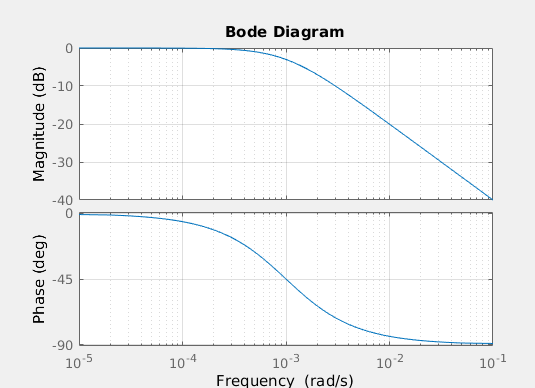 Bode Diagram
Magnitude (dB)
0
-10
-20
-30
-40
Phase (deg)
0
-45
-90
10^-5 10^-4 10^-3 10^-2 10^-1
Frequency (rad/s)